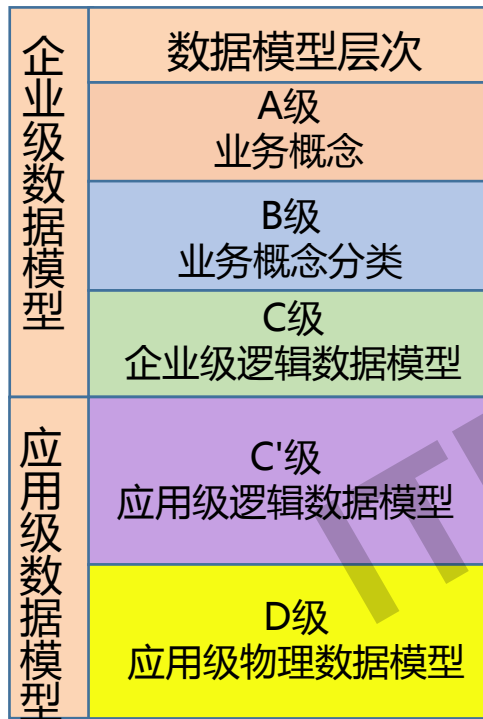 企业级数据模型
数据模型层次
A级
业务概念
B级
业务概念分类
C级
企业级逻辑数据模型
应用级数据模型
C'级
应用级逻辑数据模型
D级
应用级物理数据模型